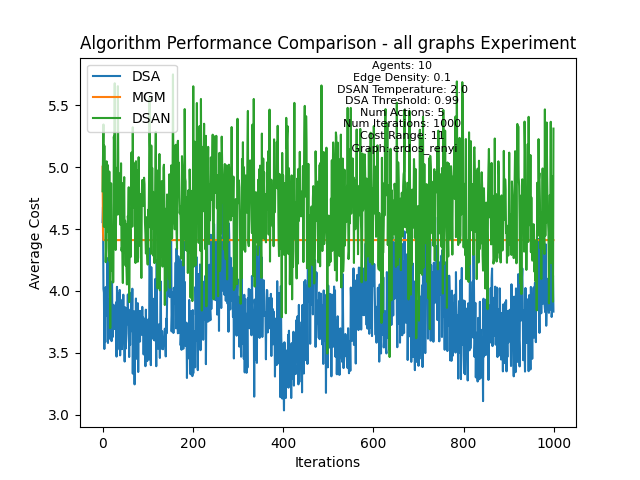 Algorithm Performance Comparison - all graphs Experiment
DSA
MGM
DSAN
Agents: 10
Edge Density: 0.1
DSAN Temperature: 2.0
DSA Threshold: 0.99
Num Actions: 5
Num Iterations: 1000
Cost Range: 11
Graph: erdos_renyi
Average Cost
5.5
5.0
4.5
4.0
3.5
3.0
0 200 400 600 800 1000
Iterations